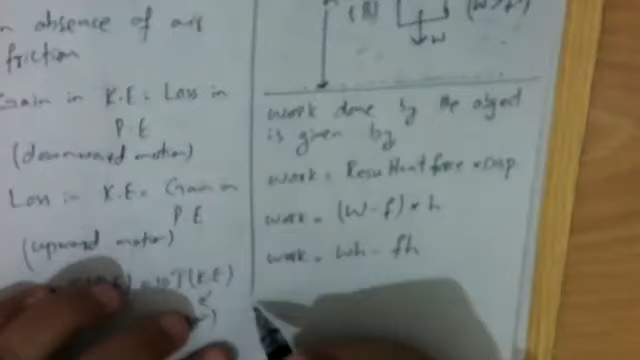 absence of air
friction
Gain in K.E = Loss in
P.E
(downward motion)
Loss in K.E = Gain in
P.E
(upward motion)
(K.E)
W
work done by the object
is given by
work = Resultant force × Disp
work = (W-f) × h
work = wh - fh